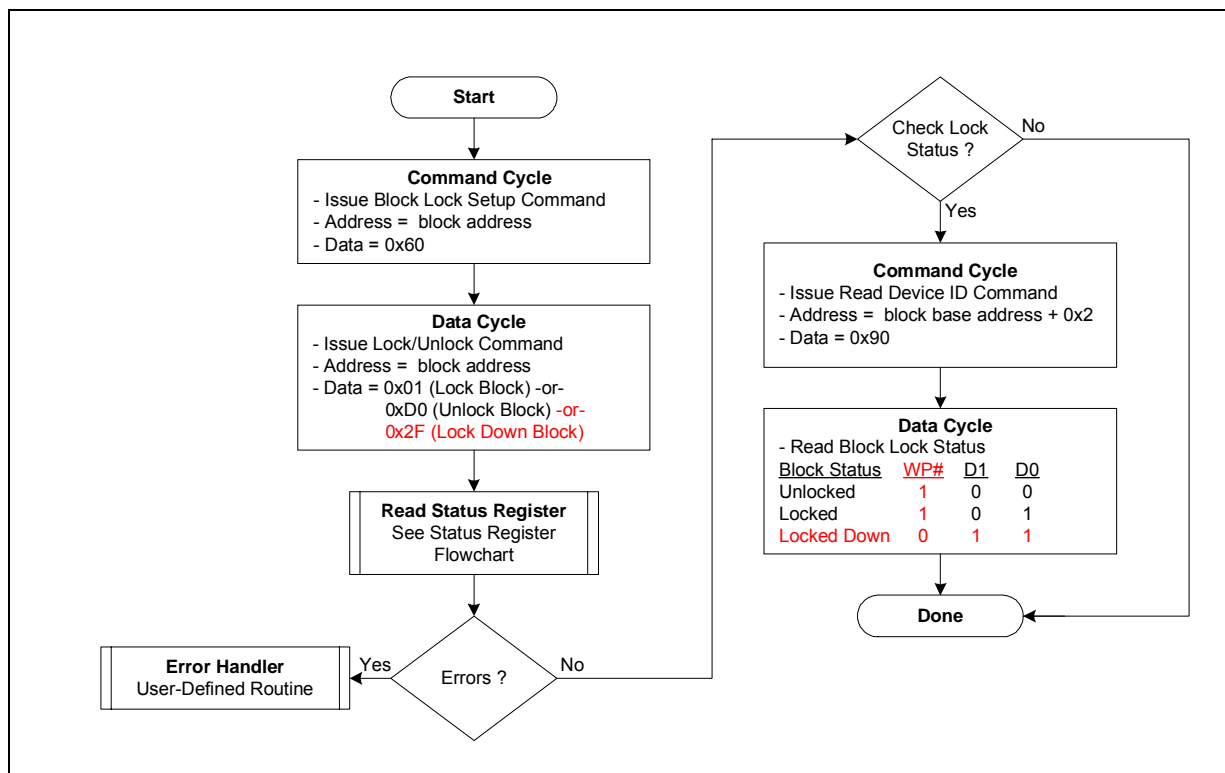 Start
Command Cycle
- Issue Block Lock Setup Command
- Address = block address
- Data = 0x60
Data Cycle
- Issue Lock/Unlock Command
- Address = block address
- Data = 0x01 (Lock Block) -or-
0xD0 (Unlock Block) -or-
0x2F (Lock Down Block)
Read Status Register
See Status Register
Flowchart
Errors ?
Yes
No
Error Handler
User-Defined Routine
Check Lock
Status ?
No
Yes
Command Cycle
- Issue Read Device ID Command
- Address = block base address + 0x2
- Data = 0x90
Data Cycle
- Read Block Lock Status
Block Status WP# D1 D0
Unlocked 1 0 0
Locked 1 0 1
Locked Down 0 1 1
Done